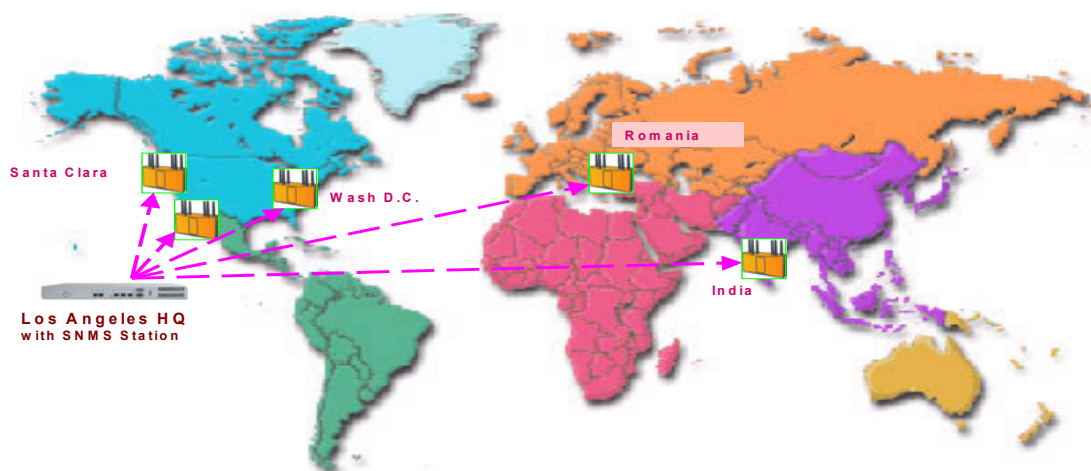 Romania
Santa Clara
Wash D.C.
India
Los Angeles HQ
with SNMS Station